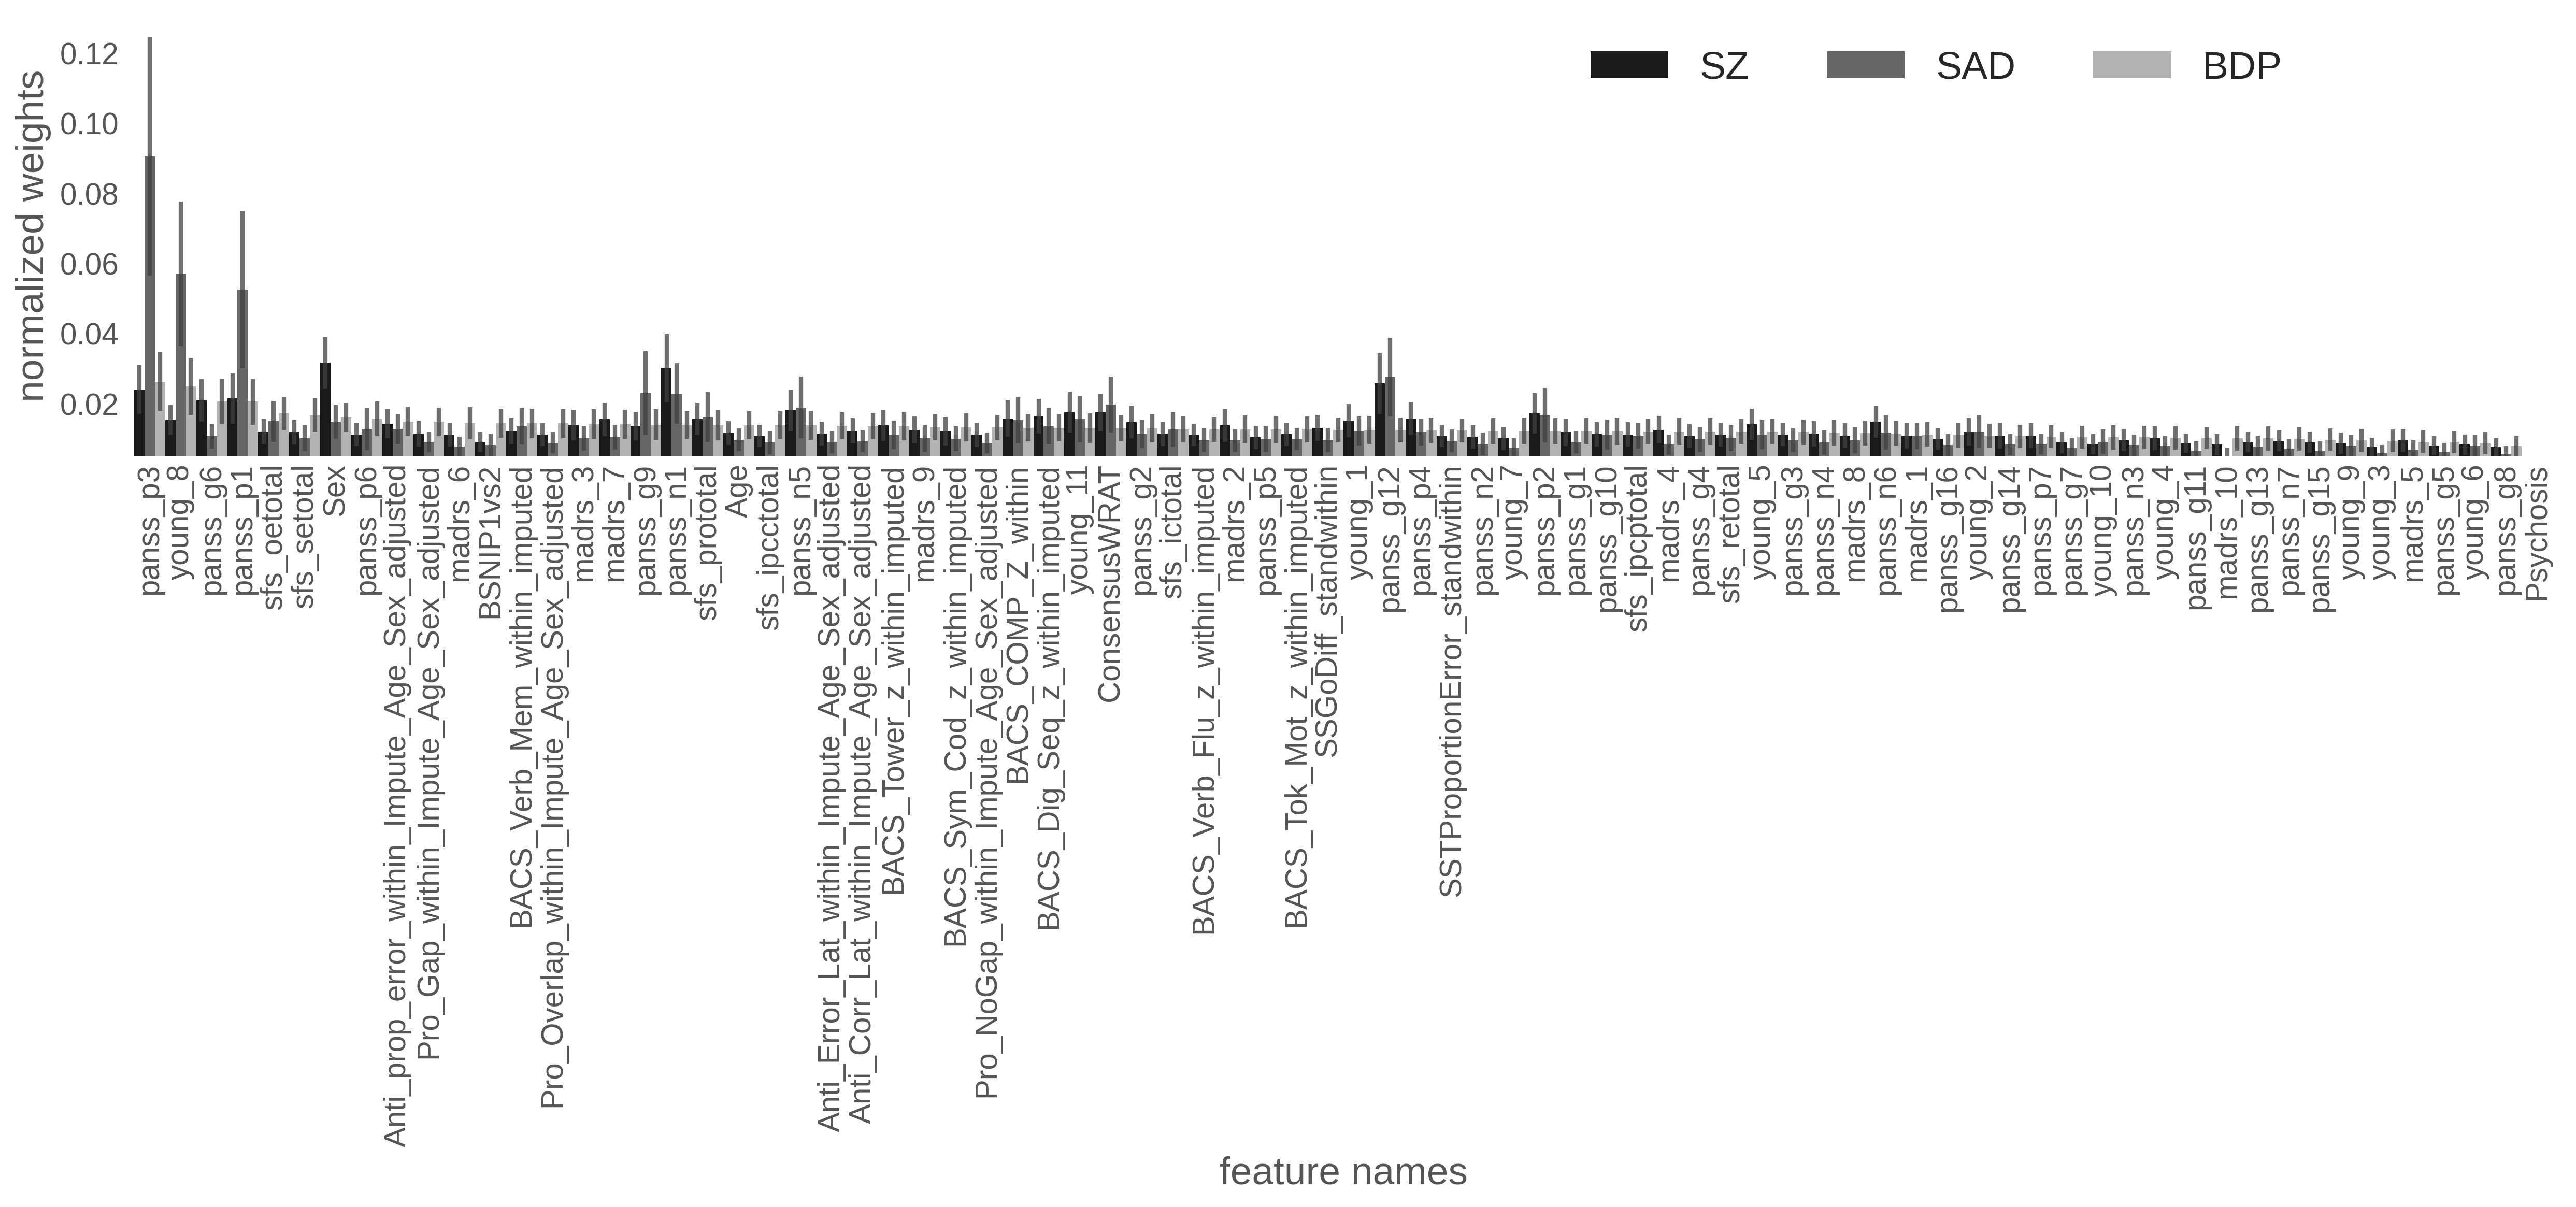 SZ
SAD
BDP
normalized weights
0.12
0.10
0.08
0.06
0.04
0.02
panss_p3
young_8
panss_g6
panss_p1
sfs_oetotal
sfs_setotal
Sex
panss_p6
Anti_prop_error_within_Impute_Age_Sex_adjusted
Pro_Gap_within_Impute_Age_Sex_adjusted
madrs_6
BSNIP1vs2
BACS_Verb_Mem_within_imputed
Pro_Overlap_within_Impute_Age_Sex_adjusted
madrs_3
madrs_7
panss_g9
panss_n1
sfs_prototal
Age
sfs_ipcctotal
panss_n5
Anti_Error_Lat_within_Impute_Age_Sex_adjusted
Anti_Corr_Lat_within_Impute_Age_Sex_adjusted
BACS_Tower_z_within_imputed
madrs_9
BACS_Sym_Cod_z_within_imputed
Pro_NoGap_within_Impute_Age_Sex_adjusted
BACS_COMP_Z_within
BACS_Dig_Seq_z_within_imputed
young_11
ConsensusWRAT
panss_g2
sfs_ictotal
BACS_Verb_Flu_z_within_imputed
madrs_2
panss_p5
BACS_Tok_Mot_z_within_imputed
SSGoDiff_standwithin
young_1
panss_g12
panss_p4
SSTProportionError_standwithin
panss_n2
young_7
panss_p2
panss_g1
panss_g10
sfs_ipcptotal
madrs_4
panss_g4
sfs_retotal
young_5
panss_g3
panss_n4
madrs_8
panss_n6
madrs_1
panss_g16
young_2
panss_g14
panss_p7
panss_g7
young_10
panss_n3
young_4
panss_g11
madrs_10
panss_g13
panss_n7
panss_g15
young_9
young_3
madrs_5
panss_g5
young_6
panss_g8
Psychosis
feature names